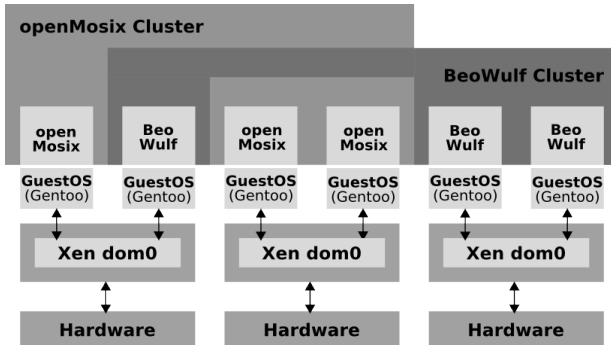 openMosix Cluster
BeoWulf Cluster
open
Mosix
Beo
Wulf
open
Mosix
open
Mosix
Beo
Wulf
Beo
Wulf
GuestOS
(Gentoo)
GuestOS
(Gentoo)
GuestOS
(Gentoo)
GuestOS
(Gentoo)
GuestOS
(Gentoo)
GuestOS
(Gentoo)
Xen dom0
Xen dom0
Xen dom0
Hardware
Hardware
Hardware